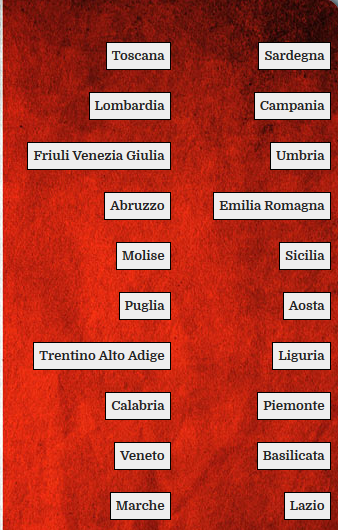 Toscana
Sardegna
Lombardia
Campania
Friuli Venezia Giulia
Umbria
Abruzzo
Emilia Romagna
Molise
Sicilia
Puglia
Aosta
Trentino Alto Adige
Liguria
Calabria
Piemonte
Veneto
Basilicata
Marche
Lazio